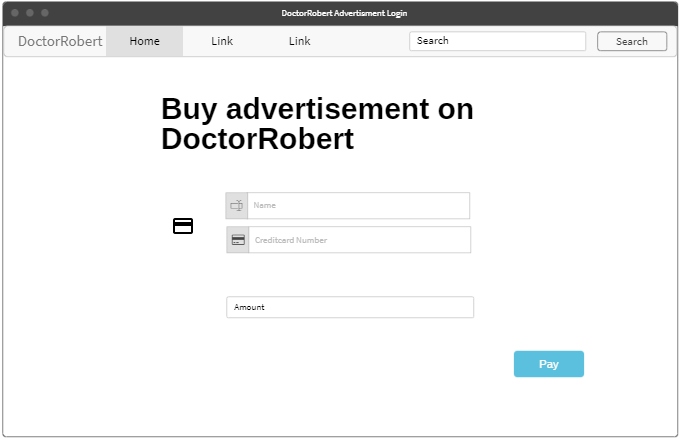 DoctorRobert Advertisment Login
DoctorRobert Home Link Link Search Search
Buy advertisement on
DoctorRobert
Name
Creditcard Number
Amount
Pay